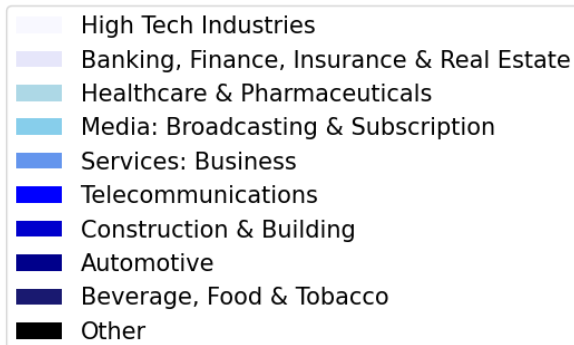 High Tech Industries
Banking, Finance, Insurance & Real Estate
Healthcare & Pharmaceuticals
Media: Broadcasting & Subscription
Services: Business
Telecommunications
Construction & Building
Automotive
Beverage, Food & Tobacco
Other